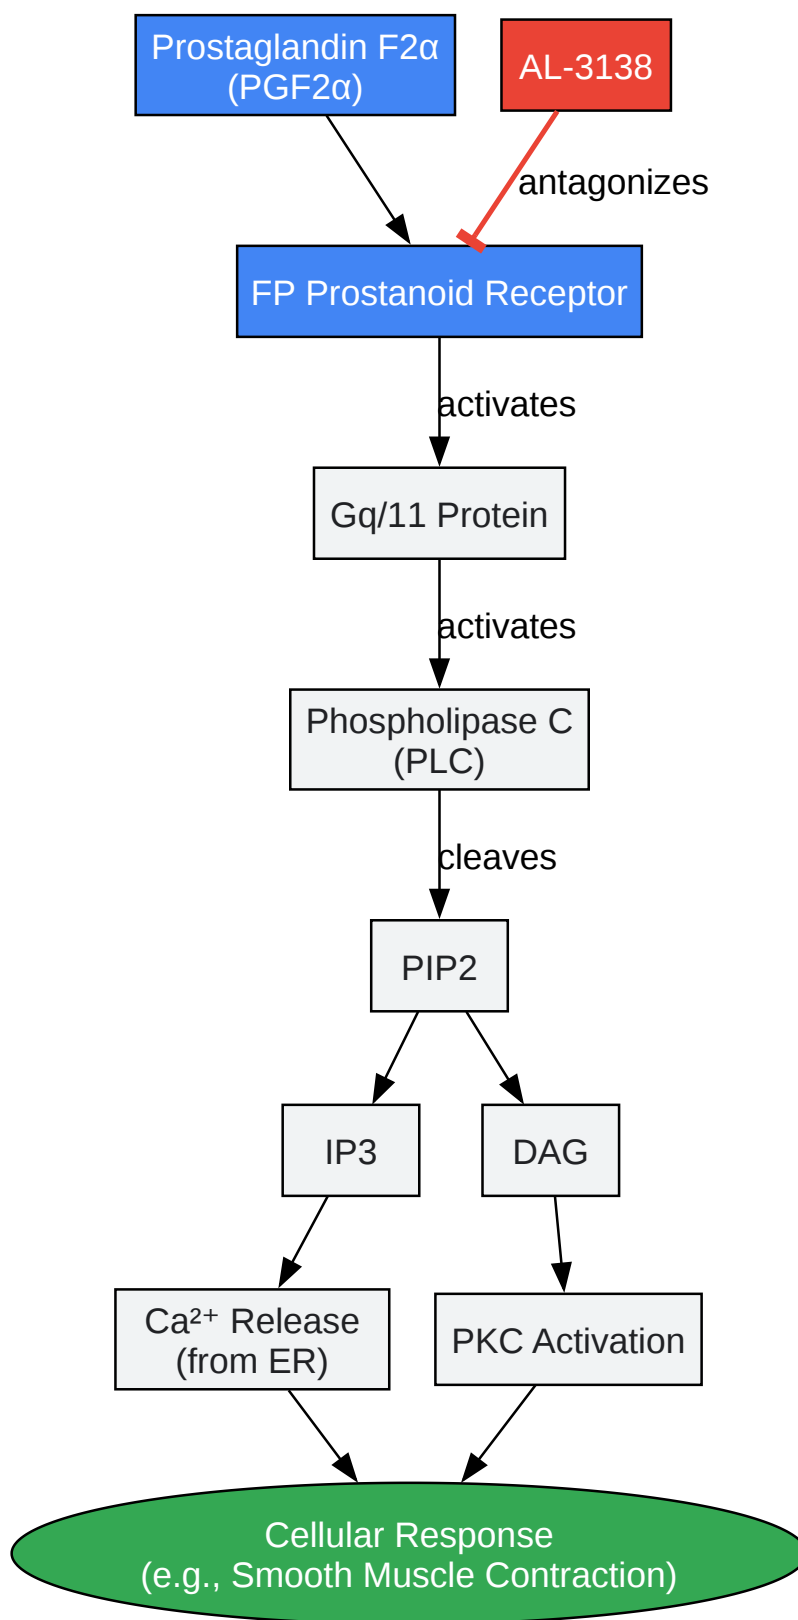 Prostaglandin F2α
(PGF2α)
AL-3138
antagonizes
FP Prostanoid Receptor
activates
Gq/11 Protein
activates
Phospholipase C
(PLC)
cleaves
PIP2
IP3
DAG
Ca²⁺ Release
(from ER)
PKC Activation
Cellular Response
(e.g., Smooth Muscle Contraction)